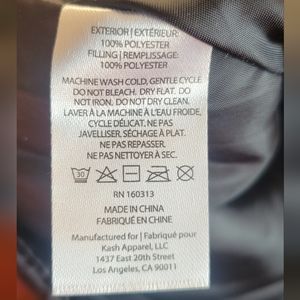 EXTERIOR | EXTÉRIEUR:
100% POLYESTER
FILLING | REMPLISSAGE:
100% POLYESTER
MACHINE WASH COLD, GENTLE CYCLE
DO NOT BLEACH. DRY FLAT. DO
NOT IRON. DO NOT DRY CLEAN.
LAVER À LA MACHINE À L'EAU FROIDE,
CYCLE DÉLICAT. NE PAS
JAVELLISER. SÉCHAGE À PLAT.
NE PAS REPASSER.
NE PAS NETTOYER À SEC.
30
RN 160313
MADE IN CHINA
FABRIQUÉ EN CHINE
Manufactured for | Fabriqué pour
Kash Apparel, LLC
1437 East 20th Street
Los Angeles, CA 90011